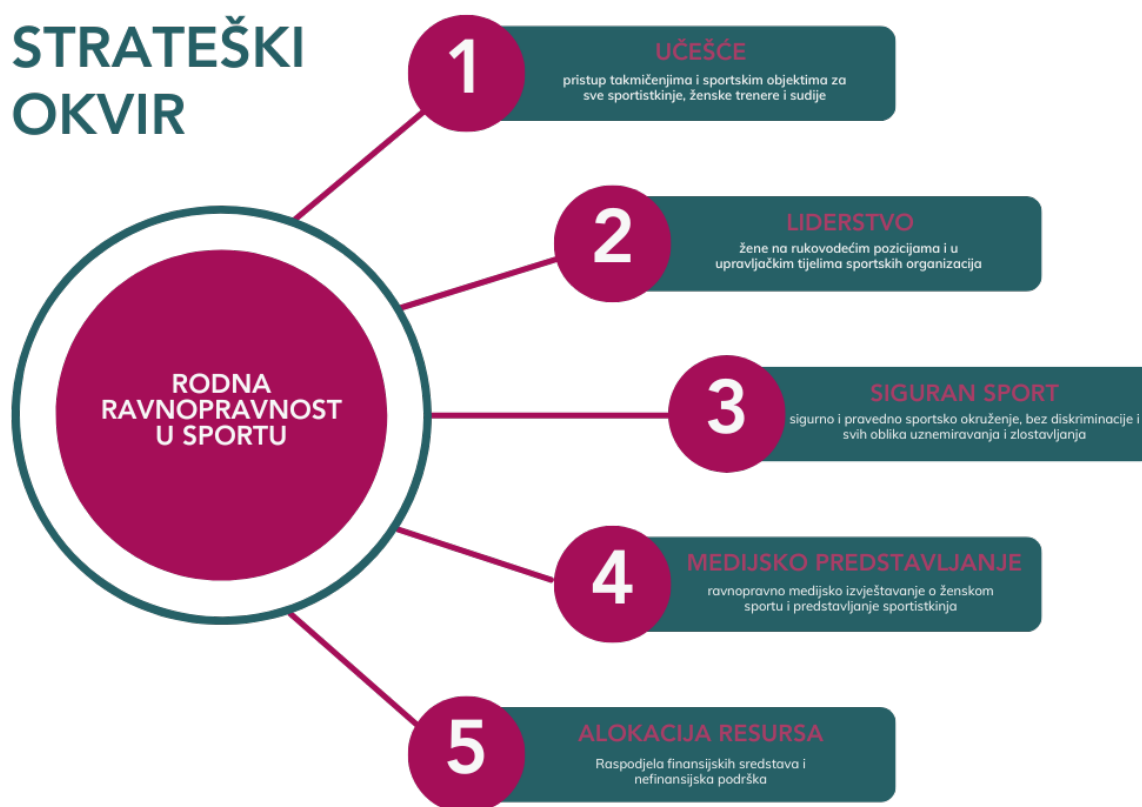 STRATEŠKI
OKVIR
1
UČEŠĆE
pristup takmičenjima i sportskim objektima za
sve sportistkinje, ženske trenere i sudije
2
LIDERSTVO
žene na rukovodećim pozicijama i u
upravljačkim tijelima sportskih organizacija
RODNA
RAVNOPRAVNOST
U SPORTU
3
SIGURAN SPORT
sigurno i pravedno sportsko okruženje, bez diskriminacije i
svih oblika uznemiravanja i zlostavljanja
4
MEDIJSKO PREDSTAVLJANJE
ravnopravno medijsko izvještavanje o ženskom
sportu i predstavljanje sportistkinja
5
ALOKACIJA RESURSA
Raspodjela finansijskih sredstava i
nefinansijska podrška